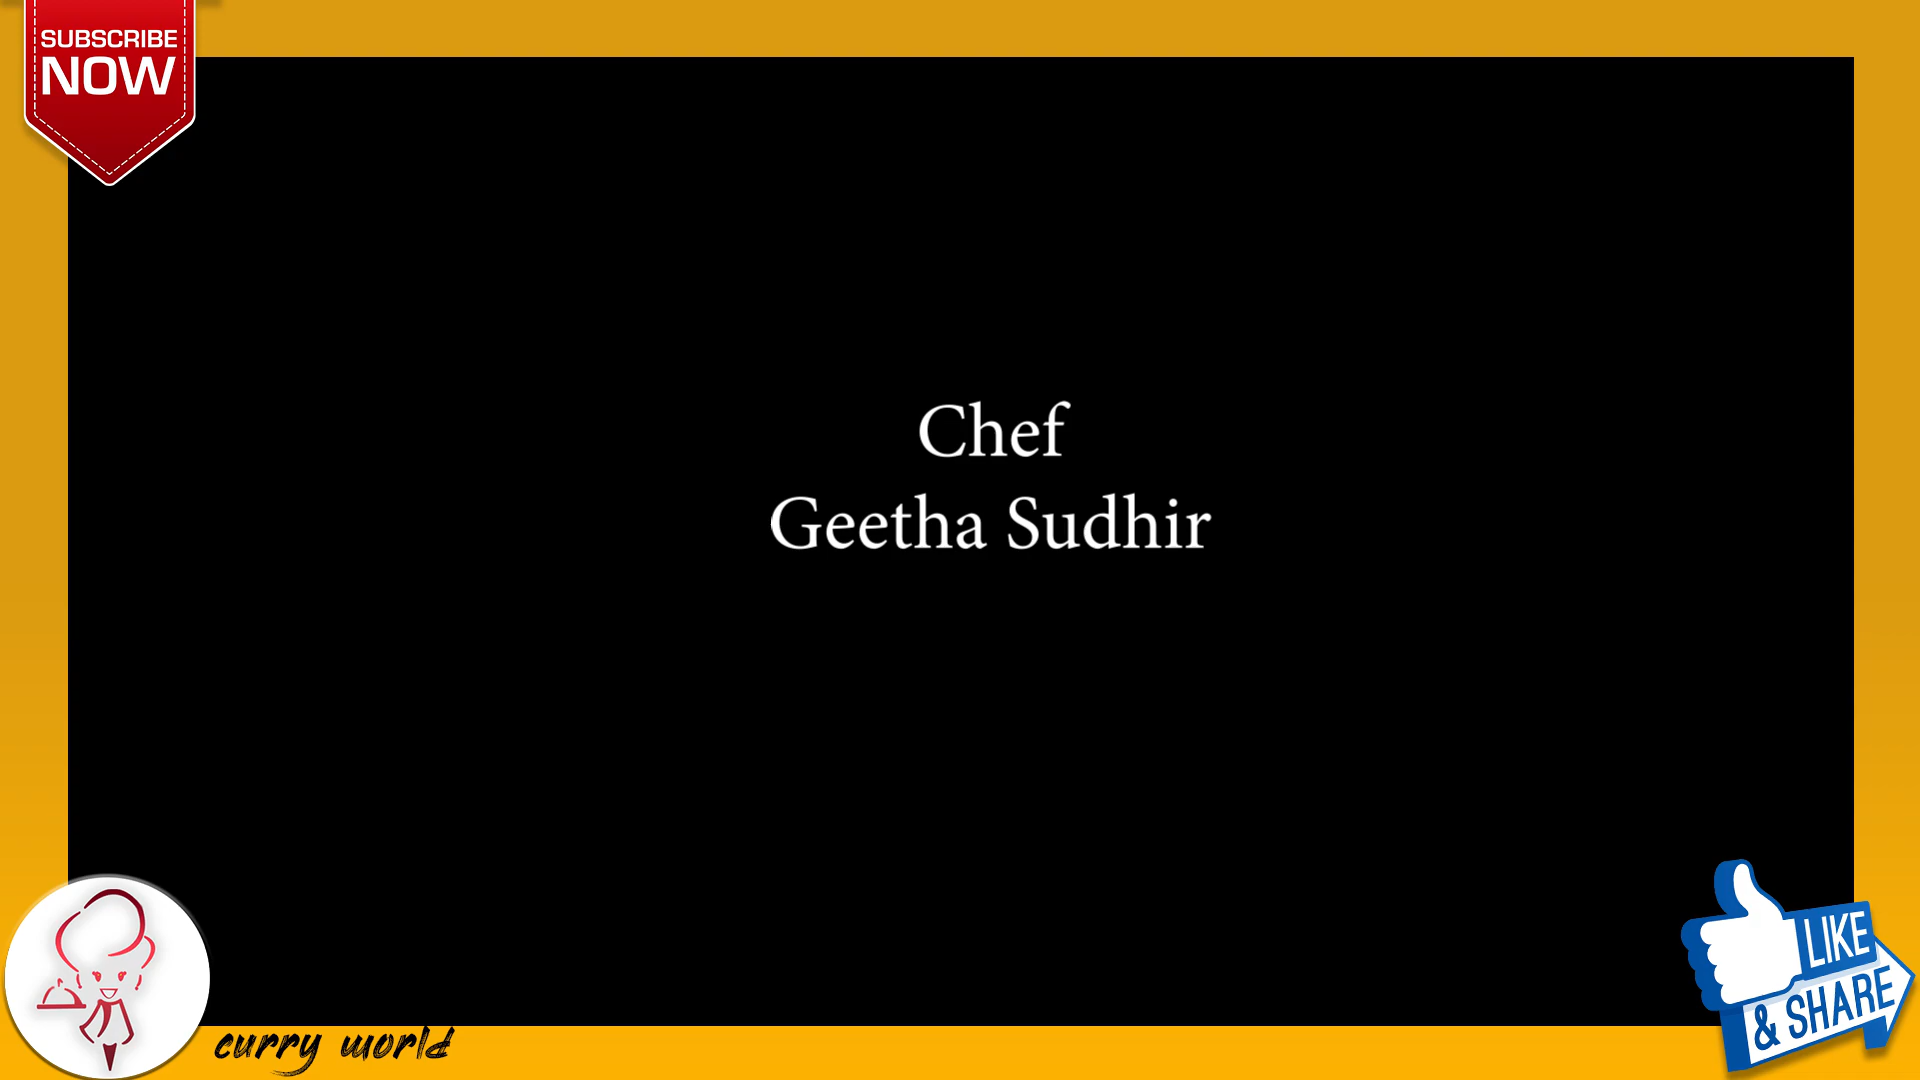 SUBSCRIBE
NOW
Chef
Geetha Sudhir
LIKE
& SHARE
curry world